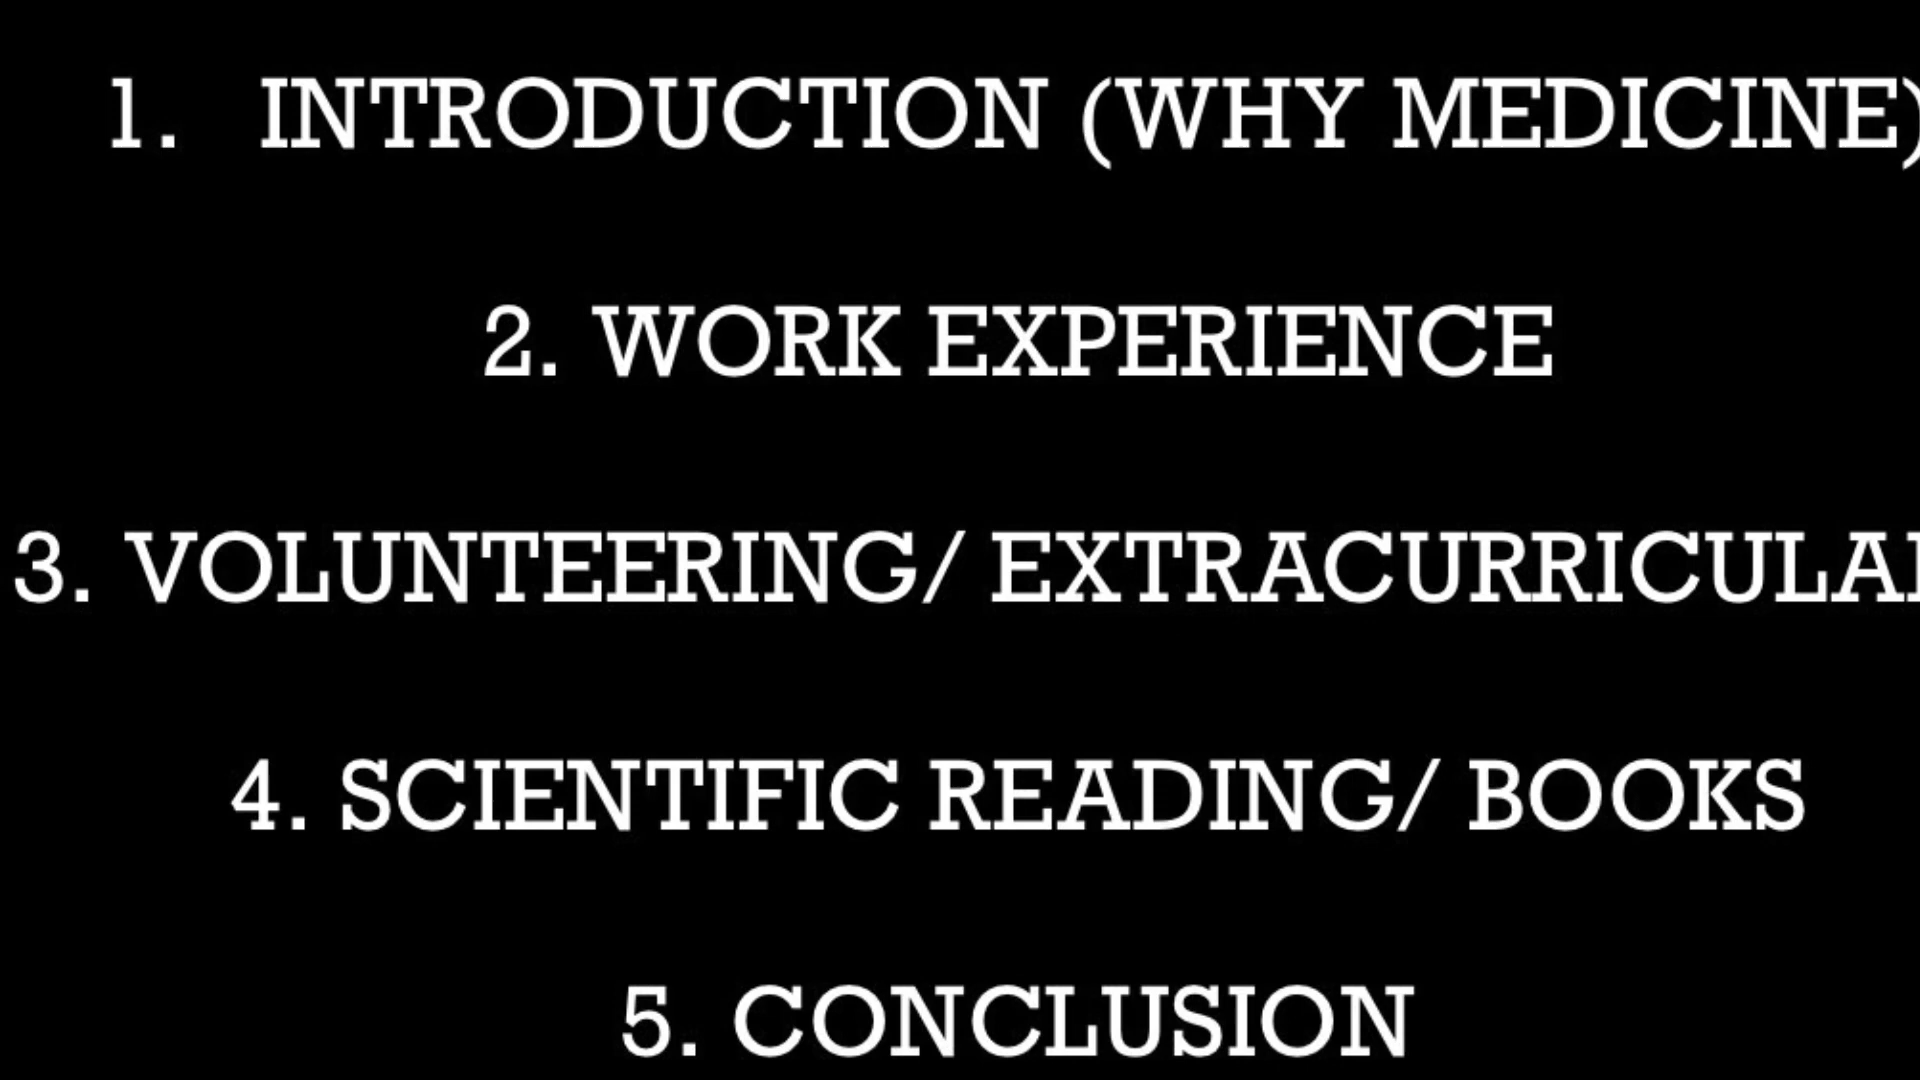 1. INTRODUCTION (WHY MEDICINE)
2. WORK EXPERIENCE
3. VOLUNTEERING/ EXTRACURRICULA
4. SCIENTIFIC READING/ BOOKS
5. CONCLUSION